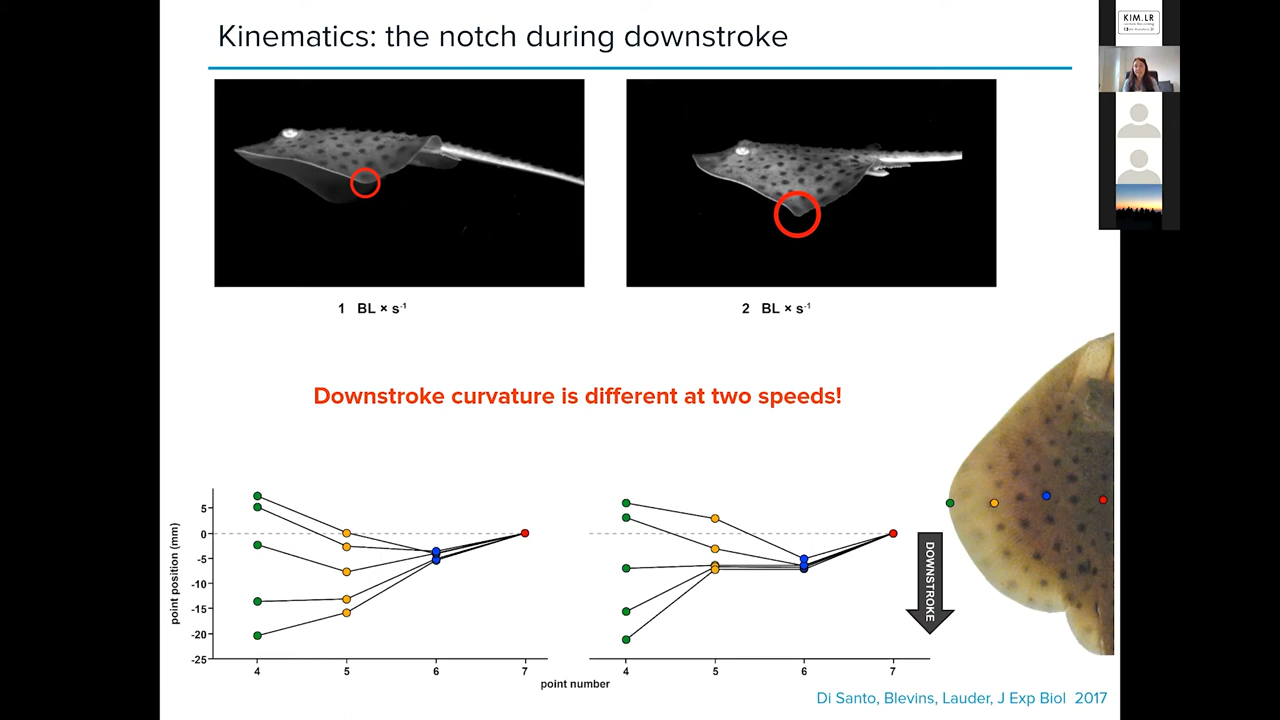 Kinematics: the notch during downstroke
KIM.LR
1 BL × s⁻¹
2 BL × s⁻¹
Downstroke curvature is different at two speeds!
point position (mm)
5
0
-5
-10
-15
-20
-25
4 5 6 7
4 5 6 7
point number
DOWNSTROKE
Di Santo, Blevins, Lauder, J Exp Biol 2017